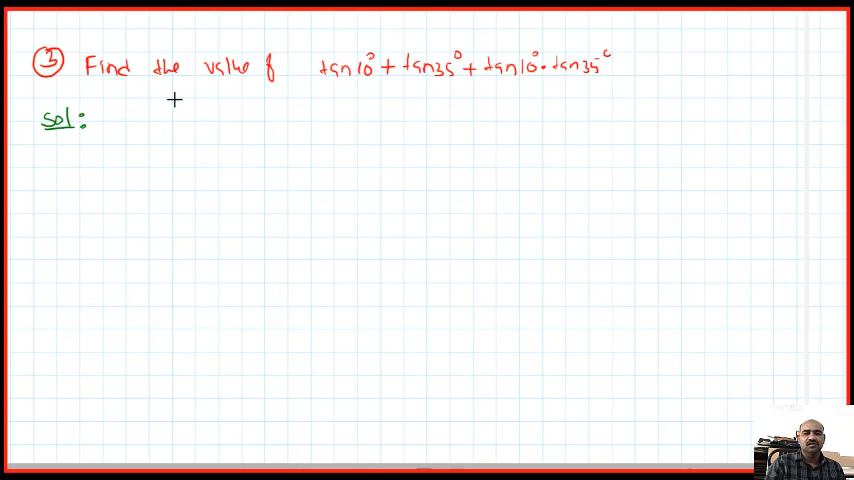 ③ Find the value of tan10° + tan35° + tan10° · tan35°
Sol: